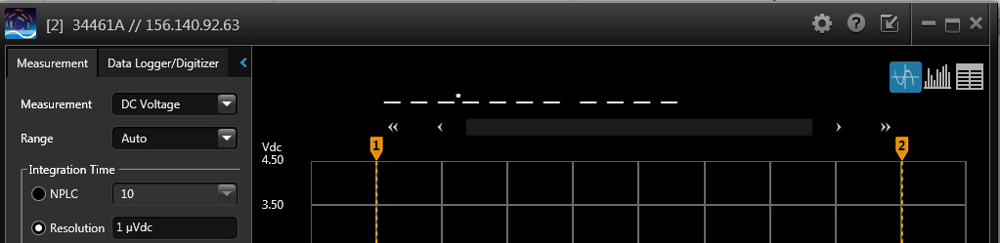 [2] 34461A // 156.140.92.63
Measurement Data Logger/Digitizer
Measurement DC Voltage
Range Auto
Integration Time
NPLC 10
Resolution 1 µVdc
1 2
Vdc
4.50
3.50